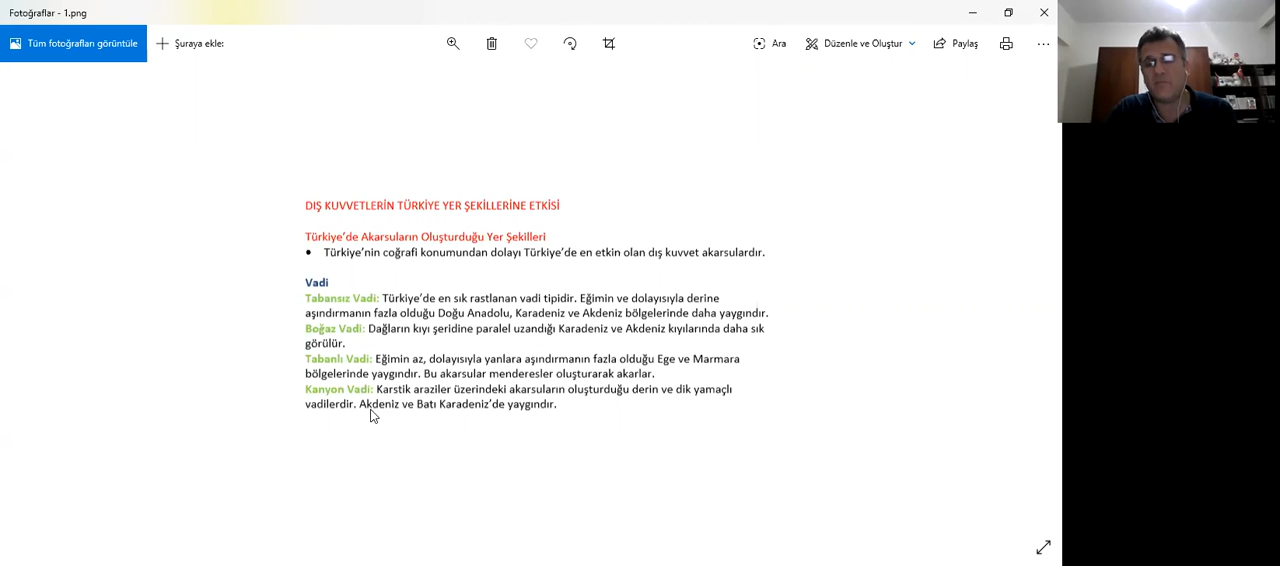 Fotoğraflar - 1.png
Tüm fotoğrafları görüntüle
Şuraya ekle:
Ara
Düzenle ve Oluştur
Paylaş
DIŞ KUVVETLERİN TÜRKİYE YER ŞEKİLLERİNE ETKİSİ
Türkiye'de Akarsuların Oluşturduğu Yer Şekilleri
• Türkiye'nin coğrafi konumundan dolayı Türkiye'de en etkin olan dış kuvvet akarsulardır.
Vadi
Tabansız Vadi: Türkiye'de en sık rastlanan vadi tipidir. Eğimin ve dolayısıyla derine
aşındırmanın fazla olduğu Doğu Anadolu, Karadeniz ve Akdeniz bölgelerinde daha yaygındır.
Boğaz Vadi: Dağların kıyı şeridine paralel uzandığı Karadeniz ve Akdeniz kıyılarında daha sık
görülür.
Tabanlı Vadi: Eğimin az, dolayısıyla yanlara aşındırmanın fazla olduğu Ege ve Marmara
bölgelerinde yaygındır. Bu akarsular menderesler oluşturarak akarlar.
Kanyon Vadi: Karstik araziler üzerindeki akarsuların oluşturduğu derin ve dik yamaçlı
vadilerdir. Akdeniz ve Batı Karadeniz'de yaygındır.